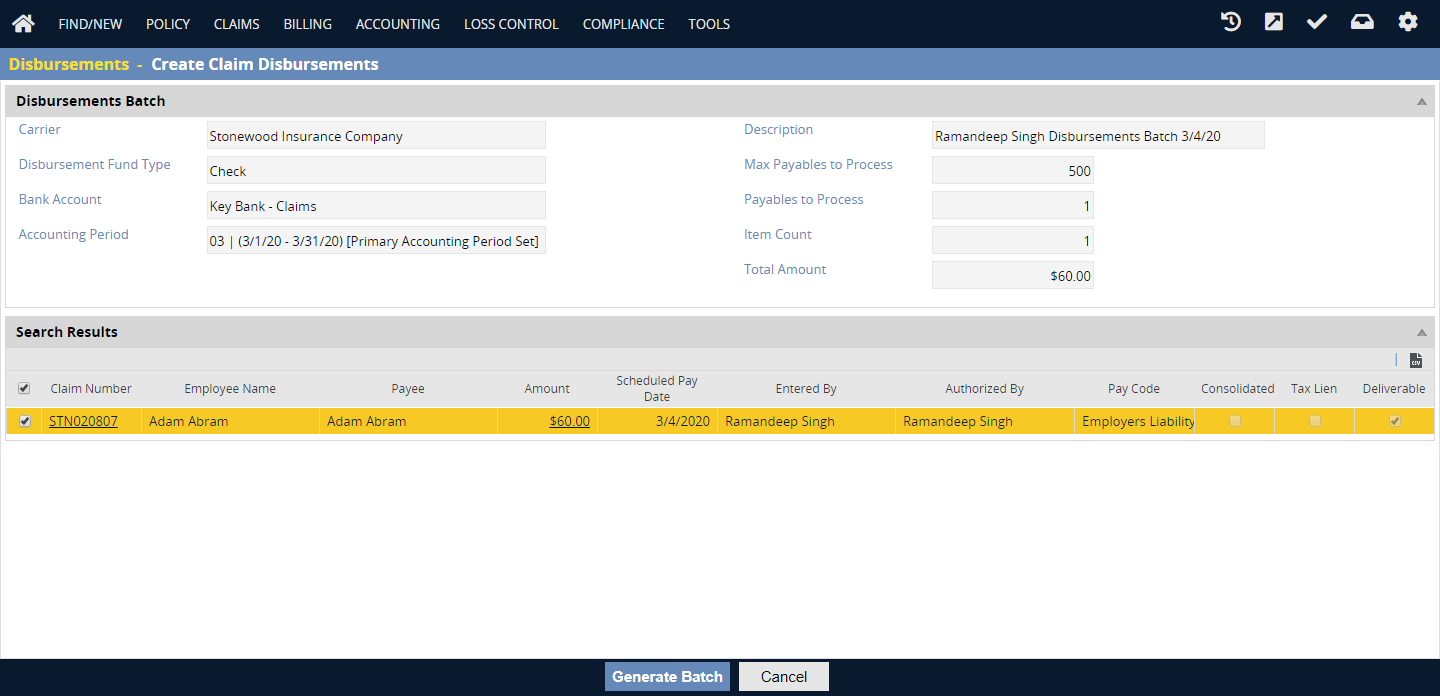 FIND/NEW POLICY CLAIMS BILLING ACCOUNTING LOSS CONTROL COMPLIANCE TOOLS
Disbursements - Create Claim Disbursements
Disbursements Batch
Carrier Stonewood Insurance Company
Disbursement Fund Type Check
Bank Account Key Bank - Claims
Accounting Period 03 | (3/1/20 - 3/31/20) [Primary Accounting Period Set]
Description Ramandeep Singh Disbursements Batch 3/4/20
Max Payables to Process 500
Payables to Process 1
Item Count 1
Total Amount $60.00
Search Results
CSV
Claim Number Employee Name Payee Amount Scheduled Pay Date Entered By Authorized By Pay Code Consolidated Tax Lien Deliverable
STN020807 Adam Abram Adam Abram $60.00 3/4/2020 Ramandeep Singh Ramandeep Singh Employers Liability
Generate Batch Cancel